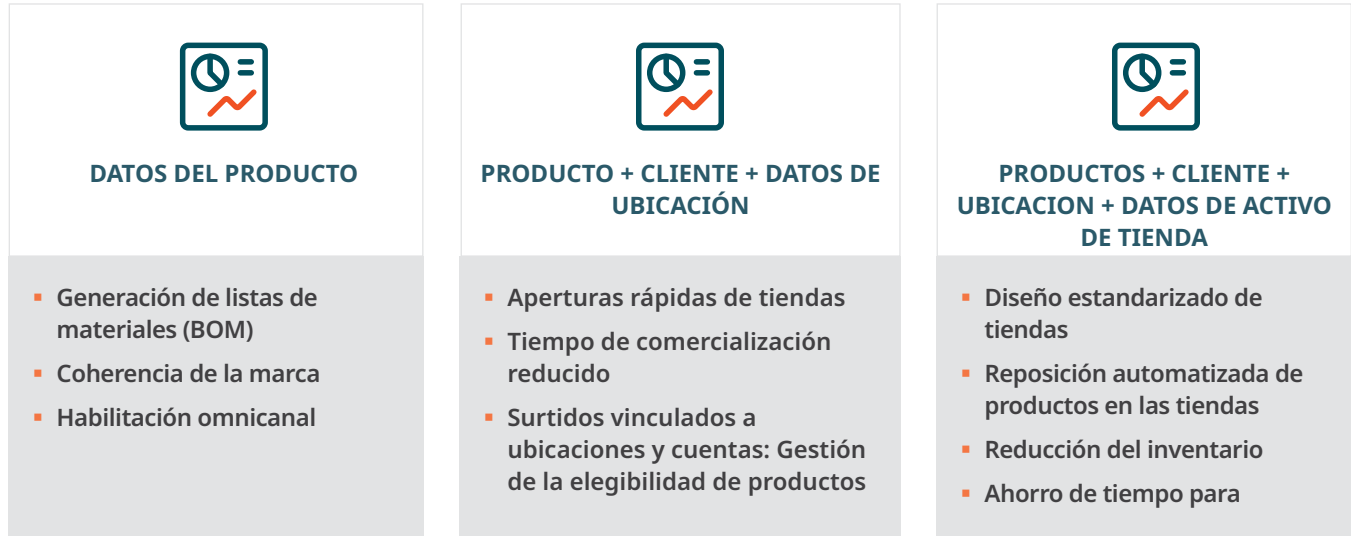 DATOS DEL PRODUCTO
Generación de listas de
materiales (BOM)
Coherencia de la marca
Habilitación omnicanal
PRODUCTO + CLIENTE + DATOS DE
UBICACIÓN
Aperturas rápidas de tiendas
Tiempo de comercialización
reducido
Surtidos vinculados a
ubicaciones y cuentas: Gestión
de la elegibilidad de productos
PRODUCTOS + CLIENTE +
UBICACION + DATOS DE ACTIVO
DE TIENDA
Diseño estandarizado de
tiendas
Reposición automatizada de
productos en las tiendas
Reducción del inventario
Ahorro de tiempo para